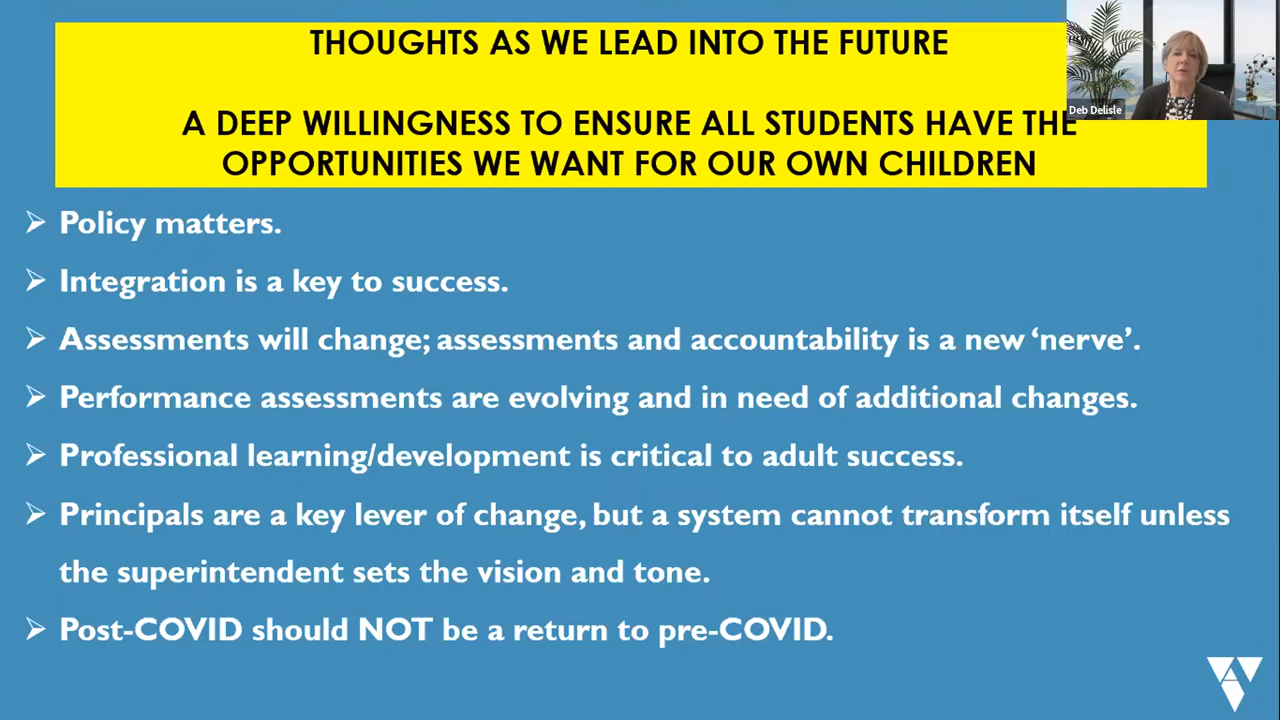 THOUGHTS AS WE LEAD INTO THE FUTURE
A DEEP WILLINGNESS TO ENSURE ALL STUDENTS HAVE THE
OPPORTUNITIES WE WANT FOR OUR OWN CHILDREN
Deb Delisle
Policy matters.
Integration is a key to success.
Assessments will change; assessments and accountability is a new ‘nerve’.
Performance assessments are evolving and in need of additional changes.
Professional learning/development is critical to adult success.
Principals are a key lever of change, but a system cannot transform itself unless
the superintendent sets the vision and tone.
Post-COVID should NOT be a return to pre-COVID.